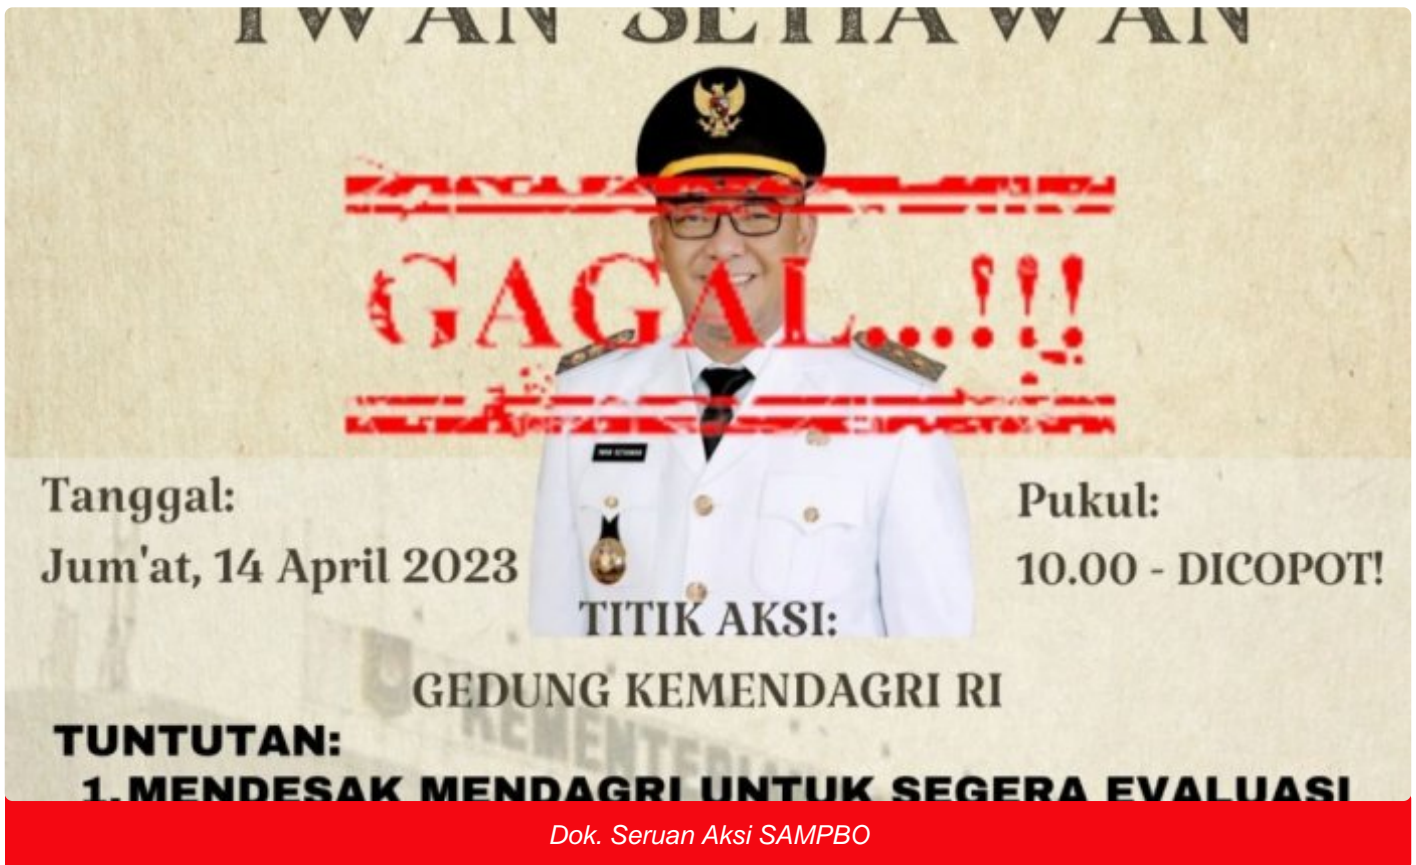 IWAN SETIAWAN
GAGAL...!!!
Tanggal:
Jum'at, 14 April 2023
Pukul:
10.00 - DICOPOT!
TITIK AKSI:
GEDUNG KEMENDAGRI RI
TUNTUTAN:
1. MENDESAK MENDAGRI UNTUK SEGERA EVALUASI
Dok. Seruan Aksi SAMPBO